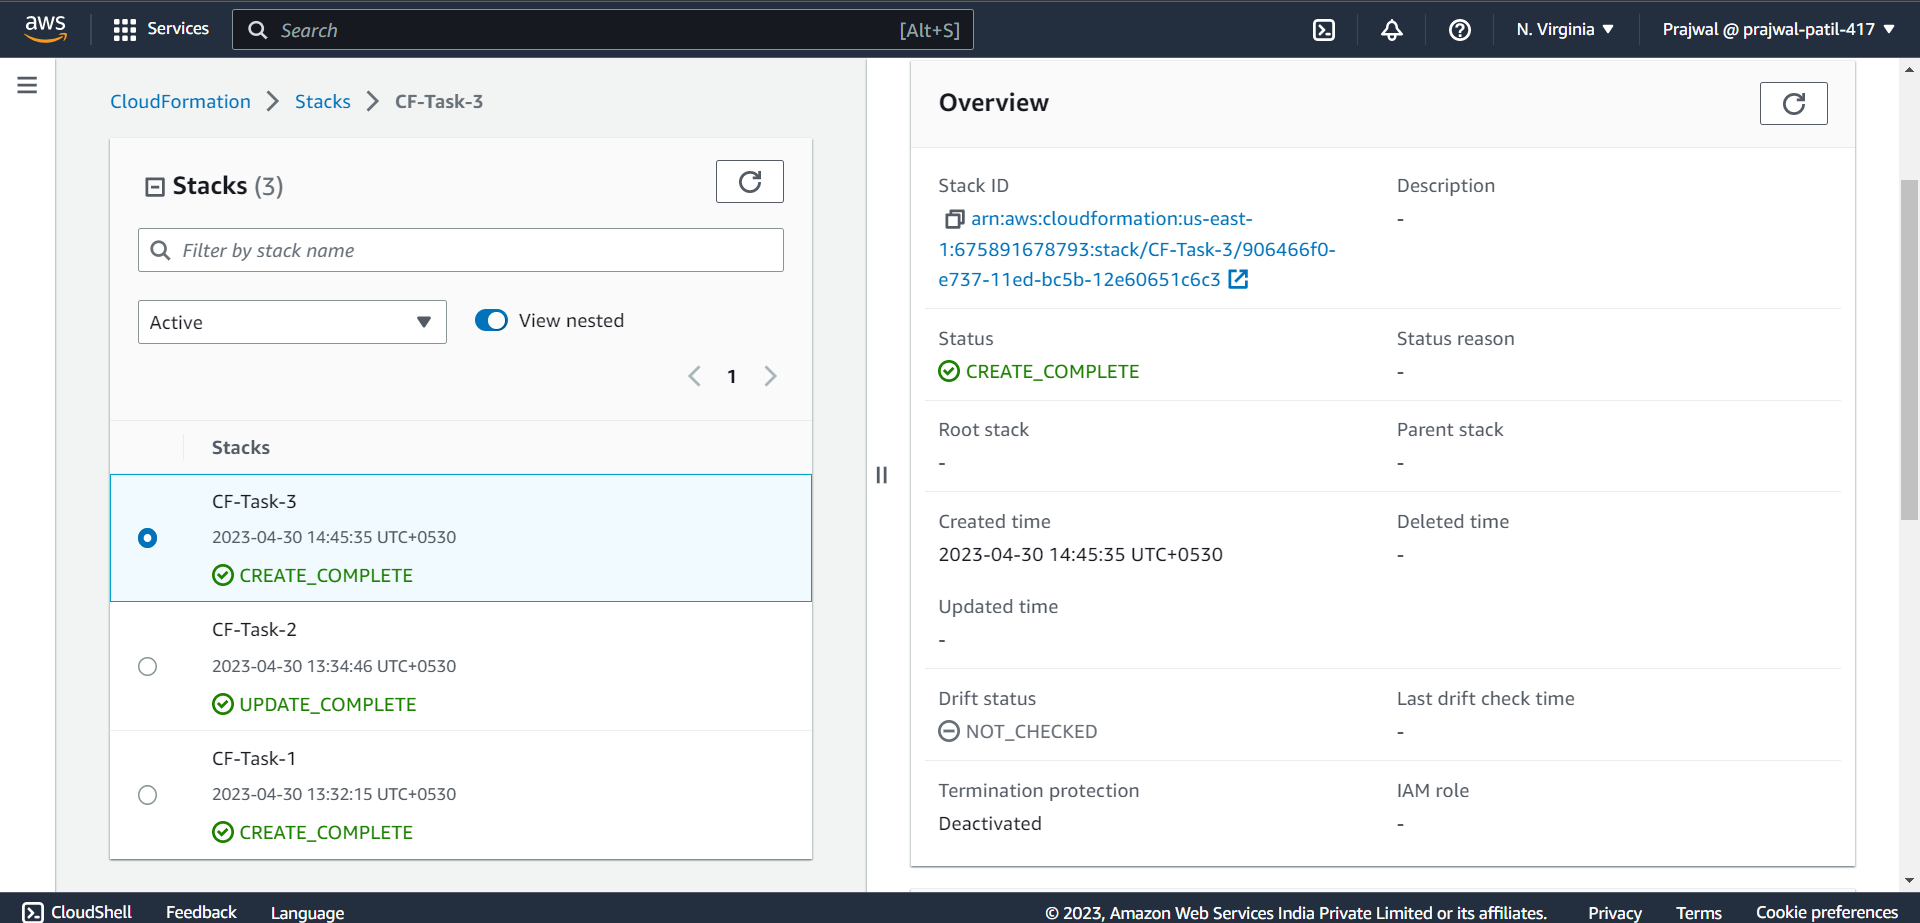 aws
Services
Search
[Alt+S]
N. Virginia
Prajwal @ prajwal-patil-417
CloudFormation
Stacks
CF-Task-3
Stacks (3)
Filter by stack name
Active
View nested
1
Stacks
CF-Task-3
2023-04-30 14:45:35 UTC+0530
CREATE_COMPLETE
CF-Task-2
2023-04-30 13:34:46 UTC+0530
UPDATE_COMPLETE
CF-Task-1
2023-04-30 13:32:15 UTC+0530
CREATE_COMPLETE
Overview
Stack ID
arn:aws:cloudformation:us-east-
1:675891678793:stack/CF-Task-3/906466f0-
e737-11ed-bc5b-12e60651c6c3
Description
-
Status
CREATE_COMPLETE
Status reason
-
Root stack
-
Parent stack
-
Created time
2023-04-30 14:45:35 UTC+0530
Deleted time
-
Updated time
-
Drift status
NOT_CHECKED
Last drift check time
-
Termination protection
Deactivated
IAM role
-
CloudShell
Feedback
Language
© 2023, Amazon Web Services India Private Limited or its affiliates.
Privacy
Terms
Cookie preferences